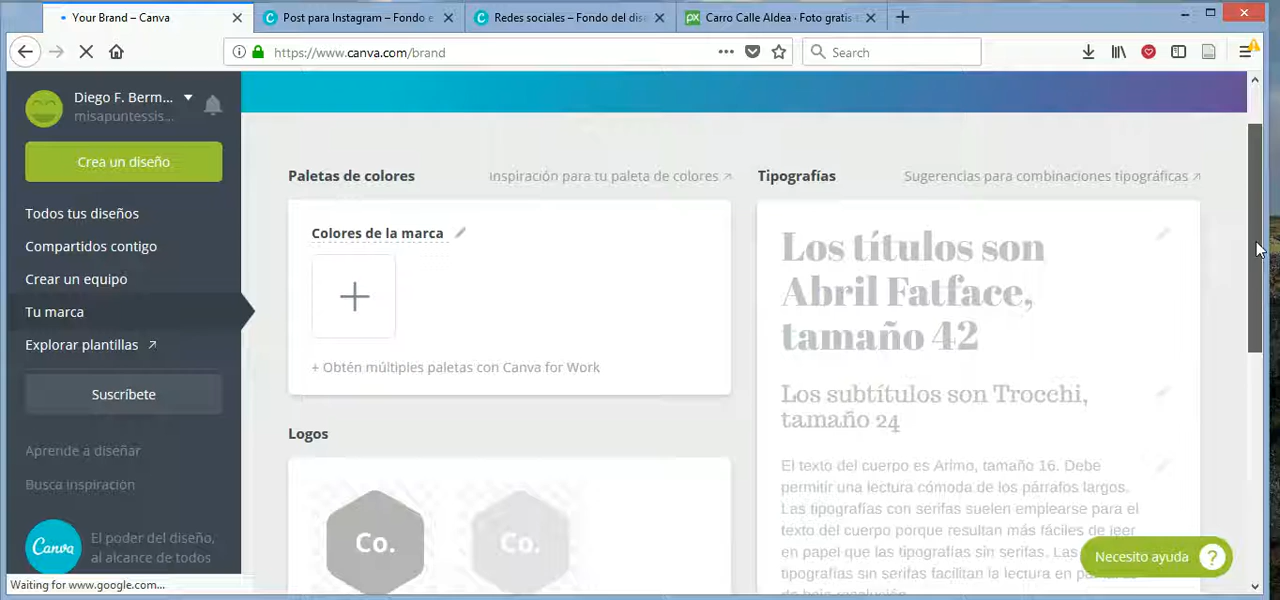 Your Brand – Canva
Post para Instagram – Fondo e
Redes sociales – Fondo del dis
Carro Calle Aldea · Foto gratis
https://www.canva.com/brand
Search
Diego F. Berm...
misapuntessis...
Crea un diseño
Todos tus diseños
Compartidos contigo
Crear un equipo
Tu marca
Explorar plantillas
Suscríbete
Aprende a diseñar
Busca inspiración
Canva
El poder del diseño,
al alcance de todos
Waiting for www.google.com...
Paletas de colores
Inspiración para tu paleta de colores
Colores de la marca
+ Obtén múltiples paletas con Canva for Work
Logos
Co.
Co.
Tipografías
Sugerencias para combinaciones tipográficas
Los títulos son
Abril Fatface,
tamaño 42
Los subtítulos son Trocchi,
tamaño 24
El texto del cuerpo es Arimo, tamaño 16. Debe
permitir una lectura cómoda de los párrafos largos.
Las tipografías con serifas suelen emplearse para el
texto del cuerpo porque resultan más fáciles de leer
en papel que las tipografías sin serifas. Las
tipografías sin serifas facilitan la lectura en
de baja resolución.
Necesito ayuda ?